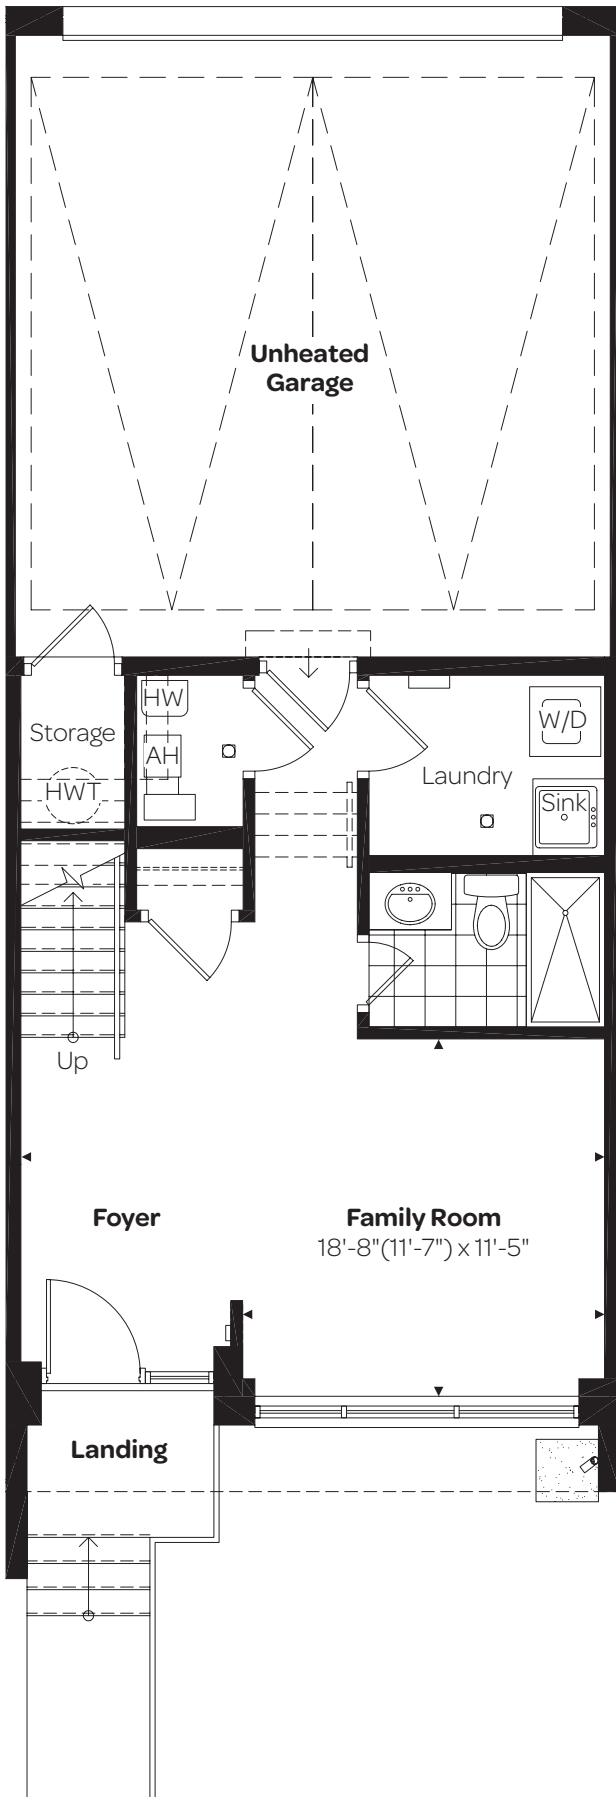 Unheated
Garage
HW
W/D
Storage
AH
Laundry
HWT
Sink
Up
Foyer
Family Room
18'-8"(11'-7") x 11'-5"
Landing